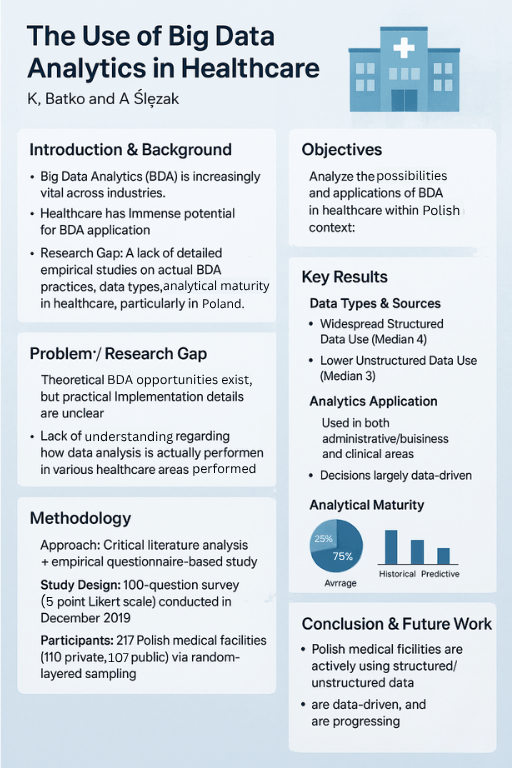 The Use of Big Data
Analytics in Healthcare
K, Batko and A Ślęzak
Introduction & Background
• Big Data Analytics (BDA) is increasingly
vital across industries.
• Healthcare has Immense potential
for BDA application
• Research Gap: A lack of detailed
empirical studies on actual BDA
practices, data types,analytical maturity
in healthcare, particularly in Poland.
Problem·/ Research Gap
Theoretical BDA opportunities exist,
but practical Implementation details
are unclear
• Lack of understanding regarding
how data analysis is actually performen
in various healthcare areas performed
Methodology
Approach: Critical literature analysis
+ empirical questionnaire-based study
Study Design: 100-question survey
(5 point Likert scale) conducted in
December 2019
Participants: 217 Polish medical facilities
(110 private,107 public) via random-
layered sampling
Objectives
Analyze the possibilities
and applications of BDA
in healthcare within Polish
context:
Key Results
Data Types & Sources
• Widespread Structured
Data Use (Median 4)
• Lower Unstructured Data Use
(Median 3)
Analytics Application
Used in both
administrative/buisiness
and clinical areas
• Decisions largely data-driven
Analytical Maturity
25%
75%
Avrrage
Historical Predictive
Conclusion & Future Work
• Polish medical ficilities are
actively using structured/
unstructured data
• are data-driven, and
are progressing